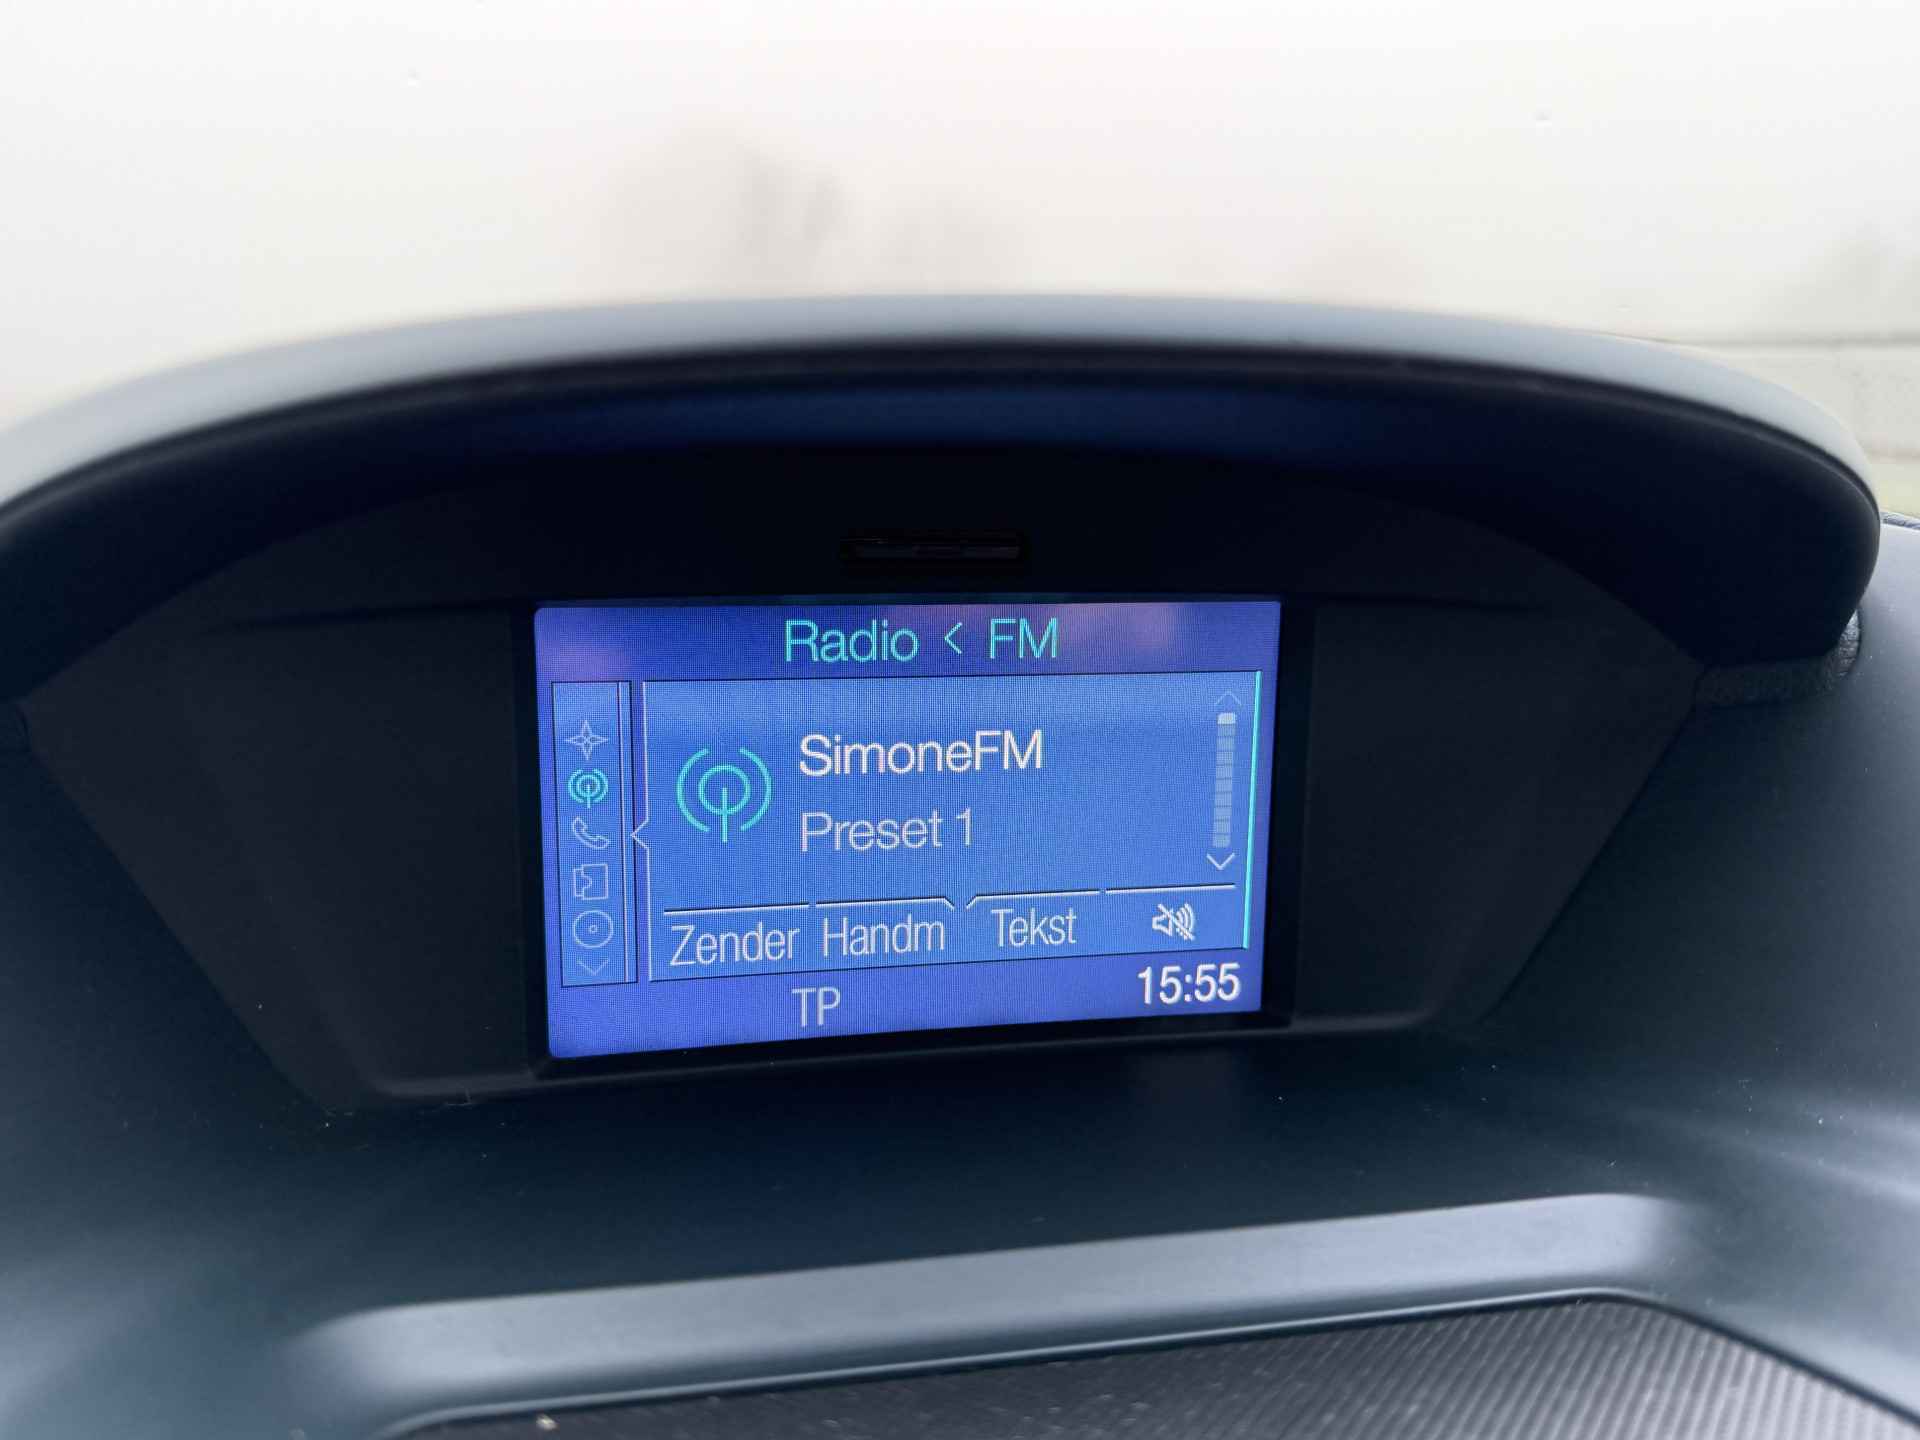 Radio < FM
SimoneFM
Preset 1
Zender Handm Tekst
TP 15:55